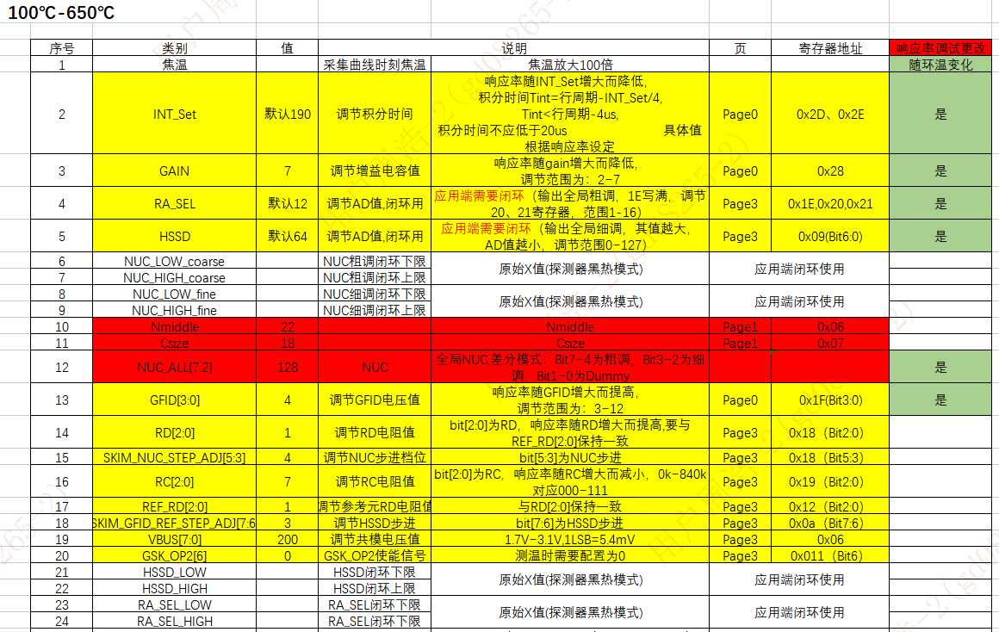 100℃-650℃
序号 类别 值 说明 页 寄存器地址 响应率调试更改
1 焦温 采集曲线时刻焦温 焦温放大100倍 随环温变化
2 INT_Set 默认190 调节积分时间 响应率随INT_Set增大而降低,
积分时间Tint=行周期-INT_Set/4,
Tint<行周期-4us,
积分时间不应低于20us 具体值
根据响应率设定 Page0 0x2D、0x2E 是
3 GAIN 7 调节增益电容值 响应率随gain增大而降低,
调节范围为：2-7 Page0 0x28 是
4 RA_SEL 默认12 调节AD值,闭环用 应用端需要闭环（输出全局粗调，1E写满，调节
20、21寄存器，范围1-16） Page3 0x1E,0x20,0x21 是
5 HSSD 默认64 调节AD值,闭环用 应用端需要闭环（输出全局细调，其值越大，
AD值越小，调节范围0-127） Page3 0x09(Bit6:0) 是
6 NUC_LOW_coarse NUC粗调闭环下限 原始X值(探测器黑热模式) 应用端闭环使用
7 NUC_HIGH_coarse NUC粗调闭环上限
8 NUC_LOW_fine NUC细调闭环下限 原始X值(探测器黑热模式) 应用端闭环使用
9 NUC_HIGH_fine NUC细调闭环上限
10 Nmiddle 22 Nmiddle Page1 0x06
11 Csize 18 Csize Page1 0x07
12 NUC_ALL[7:2] 128 NUC 全局NUC,差分模式：Bit7-4为粗调，Bit3-2为细
调，Bit1-0为Dummy 是
13 GFID[3:0] 4 调节GFID电压值 响应率随GFID增大而提高,
调节范围为：3-12 Page0 0x1F(Bit3:0) 是
14 RD[2:0] 1 调节RD电阻值 bit[2:0]为RD，响应率随RD增大而提高,要与
REF_RD[2:0]保持一致 Page3 0x18（Bit2:0）
15 SKIM_NUC_STEP_ADJ[5:3] 4 调节NUC步进档位 bit[5:3]为NUC步进 Page3 0x18（Bit5:3）
16 RC[2:0] 7 调节RC电阻值 bit[2:0]为RC，响应率随RC增大而减小，0k-840k
对应000-111 Page3 0x19（Bit2:0）
17 REF_RD[2:0] 1 调节参考元RD电阻值 与RD[2:0]保持一致 Page3 0x12（Bit2:0）
18 SKIM_GFID_REF_STEP_ADJ[7:6 3 调节HSSD步进 bit[7:6]为HSSD步进 Page3 0x0a（Bit7:6）
19 VBUS[7:0] 200 调节共模电压值 1.7V-3.1V,1LSB=5.4mV Page3 0x06
20 GSK_OP2[6] 0 GSK_OP2使能信号 测温时需要配置为0 Page3 0x011（Bit6）
21 HSSD_LOW HSSD闭环下限 原始X值(探测器黑热模式) 应用端闭环使用
22 HSSD_HIGH HSSD闭环上限
23 RA_SEL_LOW RA_SEL闭环下限 原始X值(探测器黑热模式) 应用端闭环使用
24 RA_SEL_HIGH RA_SEL闭环下限